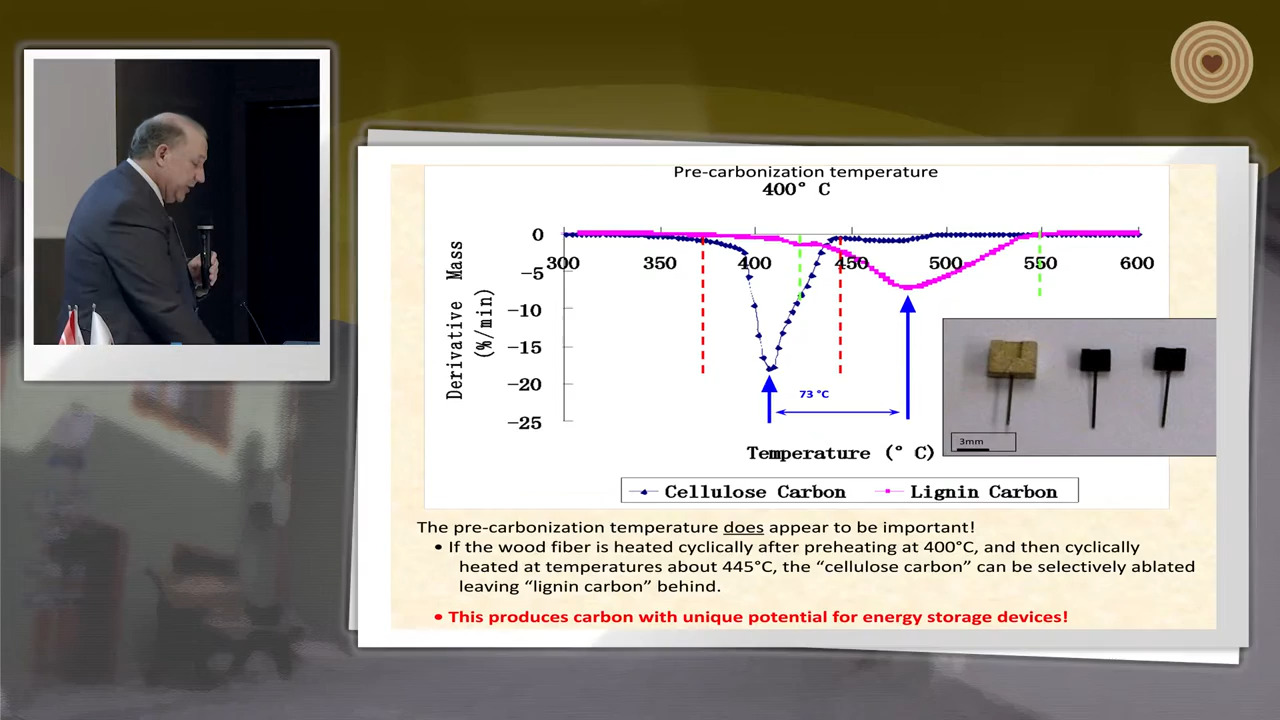 Pre-carbonization temperature
400° C
0
300 350 400 450 500 550 600
-5
-10
-15
-20
-25
Derivative Mass
(%/min)
73 °C
3mm
Temperature (° C)
Cellulose Carbon Lignin Carbon
The pre-carbonization temperature does appear to be important!
• If the wood fiber is heated cyclically after preheating at 400°C, and then cyclically
heated at temperatures about 445°C, the “cellulose carbon” can be selectively ablated
leaving “lignin carbon” behind.
• This produces carbon with unique potential for energy storage devices!